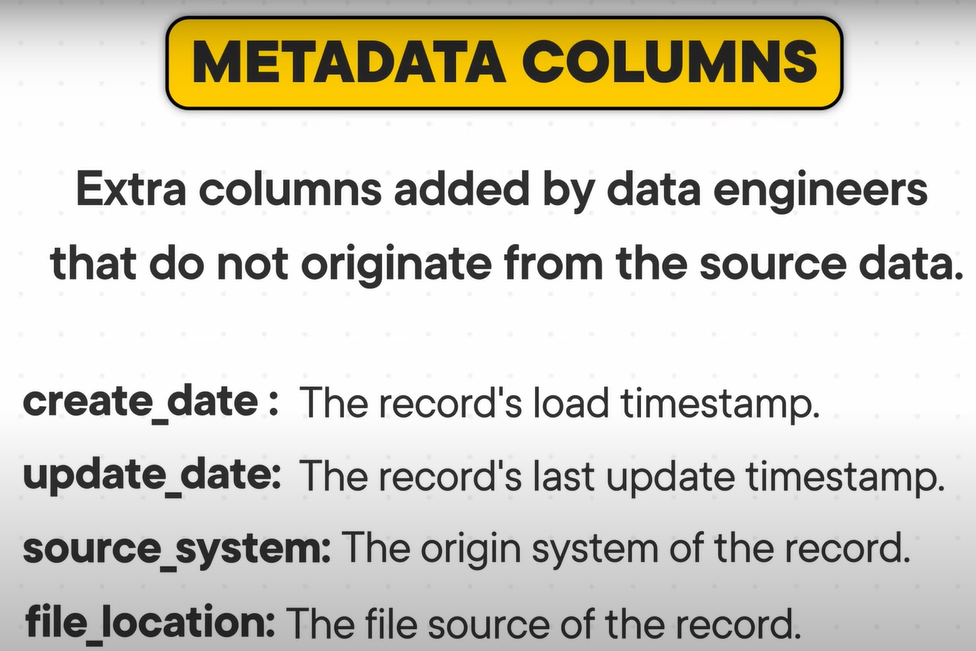 METADATA COLUMNS
Extra columns added by data engineers
that do not originate from the source data.
create_date : The record's load timestamp.
update_date: The record's last update timestamp.
source_system: The origin system of the record.
file_location: The file source of the record.